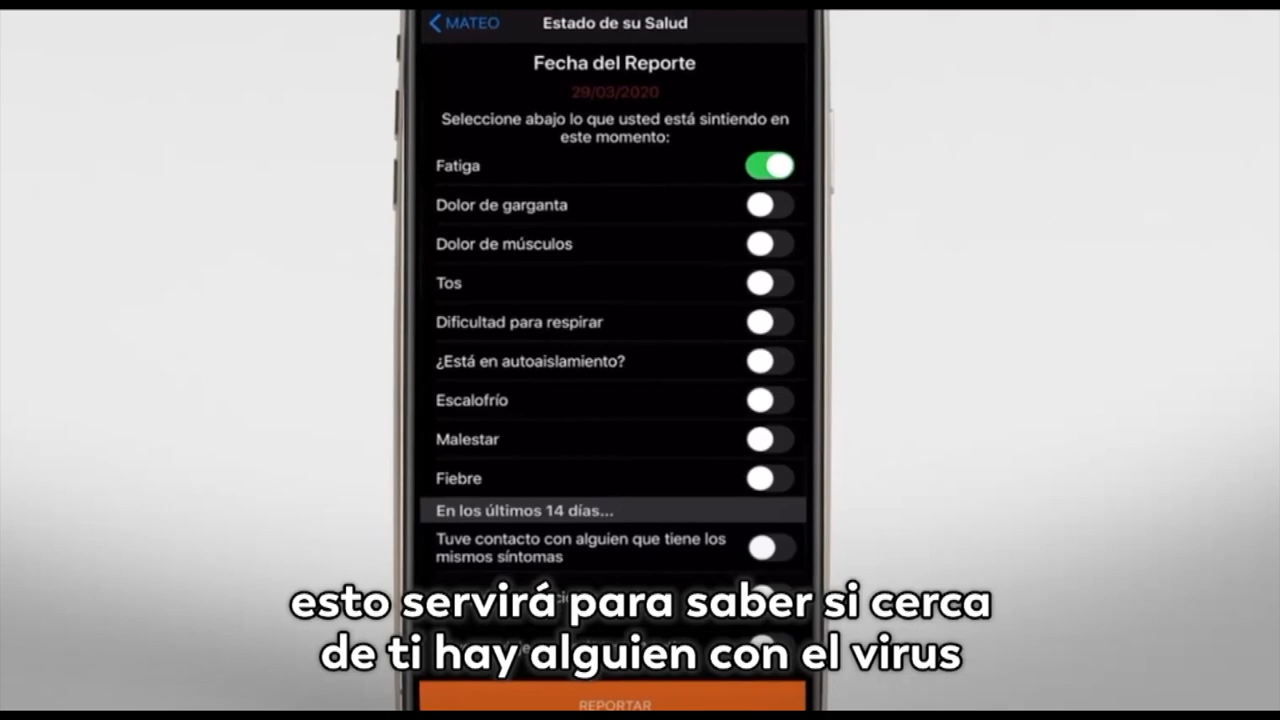 MATEO
Estado de su Salud
Fecha del Reporte
29/03/2020
Seleccione abajo lo que usted está sintiendo en
este momento:
Fatiga
Dolor de garganta
Dolor de músculos
Tos
Dificultad para respirar
¿Está en autoaislamiento?
Escalofrío
Malestar
Fiebre
En los últimos 14 días...
Tuve contacto con alguien que tiene los
mismos síntomas
esto servirá para saber si cerca
de ti hay alguien con el virus
REPORTAR